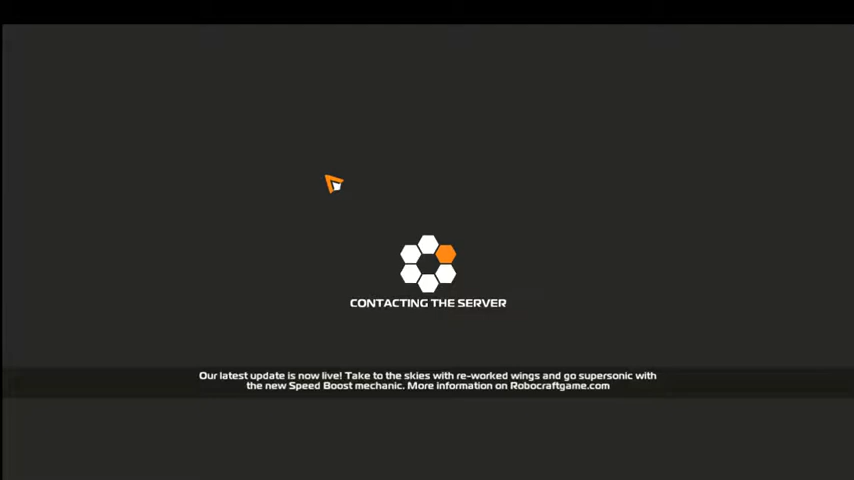 CONTACTING THE SERVER
Our latest update is now live! Take to the skies with re-worked wings and go supersonic with
the new Speed Boost mechanic. More information on Robocraftgame.com